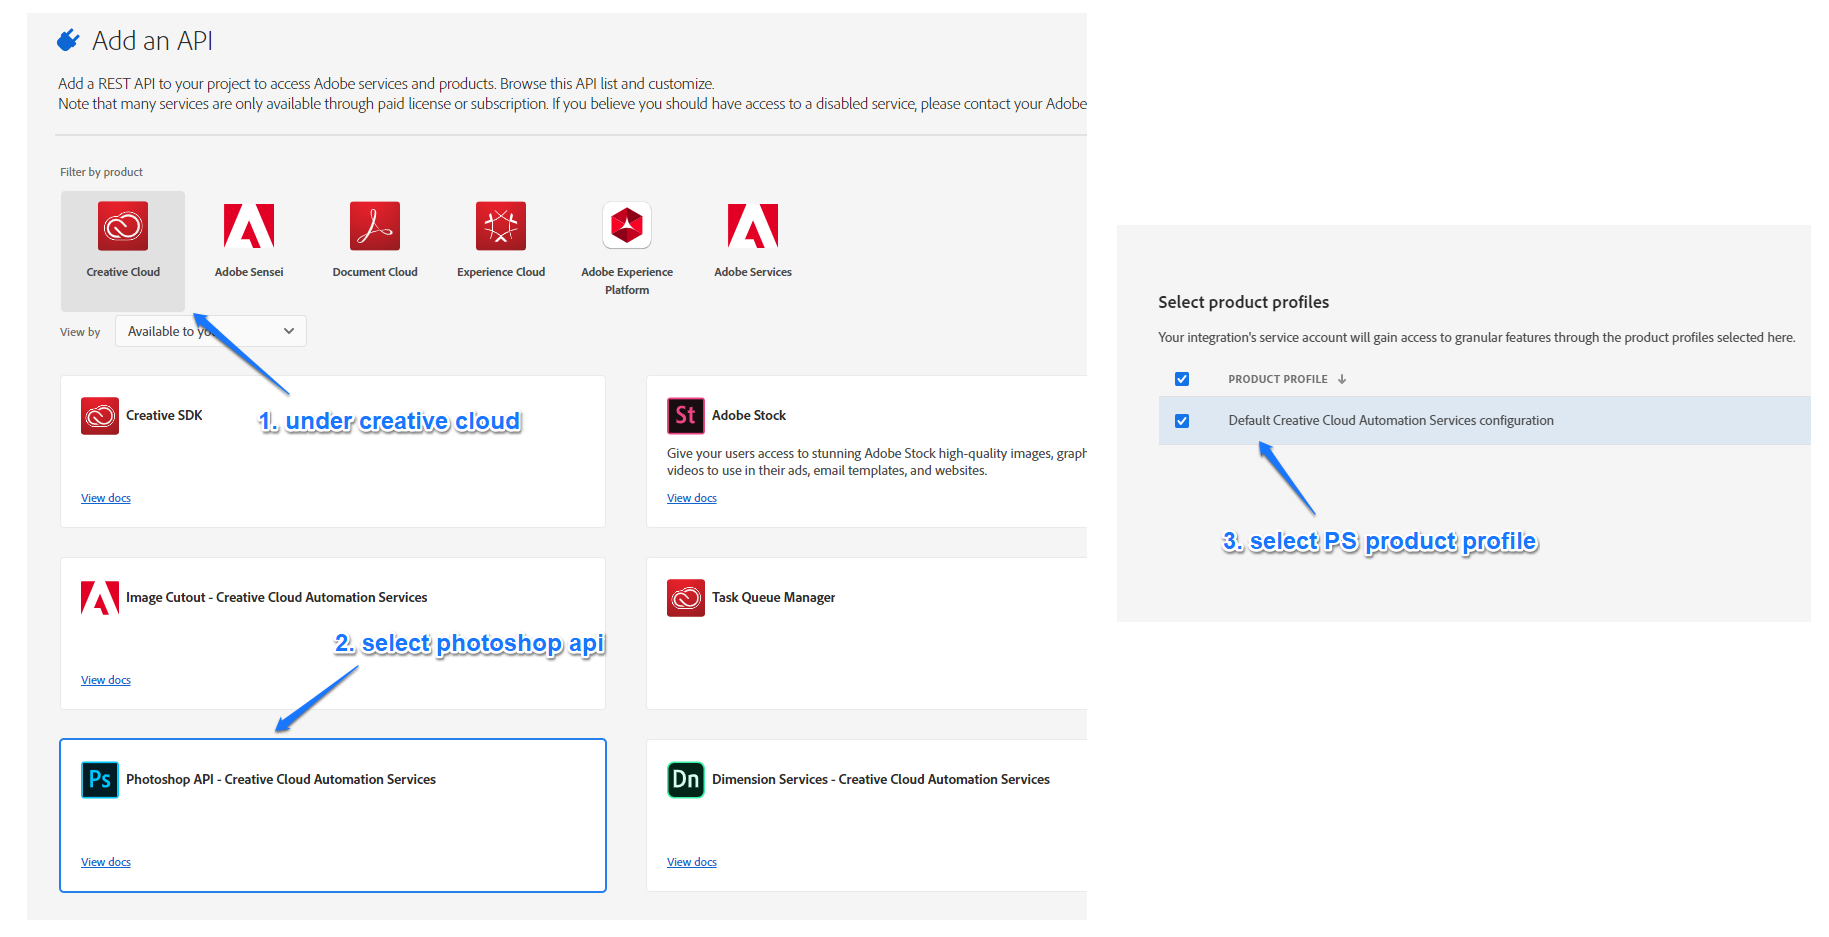 Add an API
Add a REST API to your project to access Adobe services and products. Browse this API list and customize.
Note that many services are only available through paid license or subscription. If you believe you should have access to a disabled service, please contact your Adobe
Filter by product
Creative Cloud
Adobe Sensei
Document Cloud
Experience Cloud
Adobe Experience
Platform
Adobe Services
View by
Available to
Creative SDK
1. under creative cloud
View docs
St
Adobe Stock
Give your users access to stunning Adobe Stock high-quality images, graph
videos to use in their ads, email templates, and websites.
View docs
Image Cutout - Creative Cloud Automation Services
2. select photoshop api
View docs
Task Queue Manager
Ps
Photoshop API - Creative Cloud Automation Services
View docs
Dn
Dimension Services - Creative Cloud Automation Services
View docs
Select product profiles
Your integration's service account will gain access to granular features through the product profiles selected here.
PRODUCT PROFILE
Default Creative Cloud Automation Services configuration
3. select PS product profile